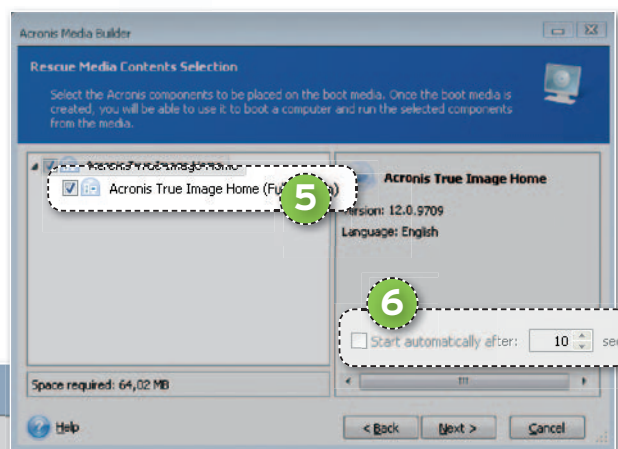 Acronis Media Builder
Rescue Media Contents Selection
Select the Acronis components to be placed on the boot media. Once the boot media is
created, you will be able to use it to boot a computer and run the selected components
from the media.
Acronis True Image Home
Acronis True Image Home
5
Version: 12.0.9709
Language: English
6
Start automatically after: 10
Space required: 64,02 MB
Help
< Back Next > Cancel